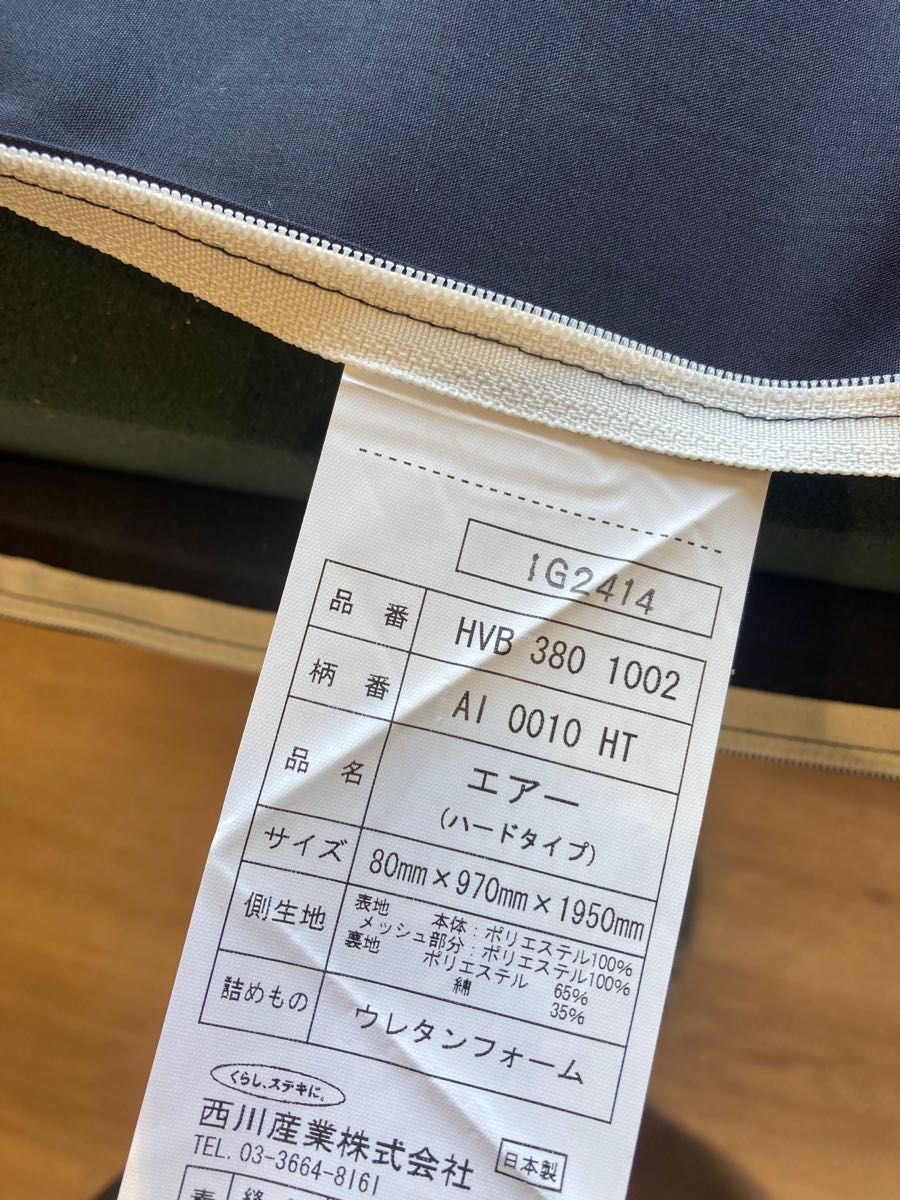 1G2414
品番 HVB 380 1002
柄番 AI 0010 HT
品名 エアー
(ハードタイプ)
サイズ 80mm×970mm×1950mm
側生地 表地 本体:ポリエステル100%
メッシュ部分:ポリエステル100%
裏地 ポリエステル 65%
綿 35%
詰めもの ウレタンフォーム
くらし、ステキに。
西川産業株式会社 日本製
TEL. 03-3664-8161